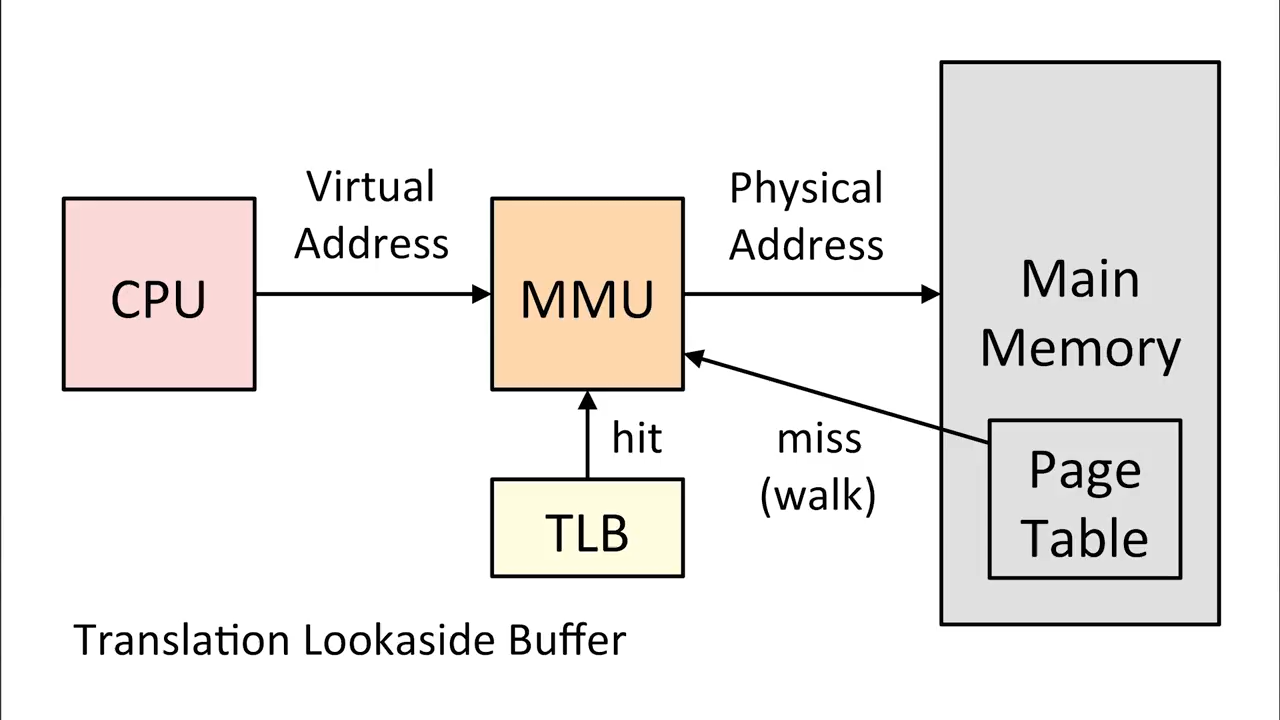 Virtual
Address
Physical
Address
CPU
MMU
Main
Memory
hit
miss
(walk)
TLB
Page
Table
Translation Lookaside Buffer